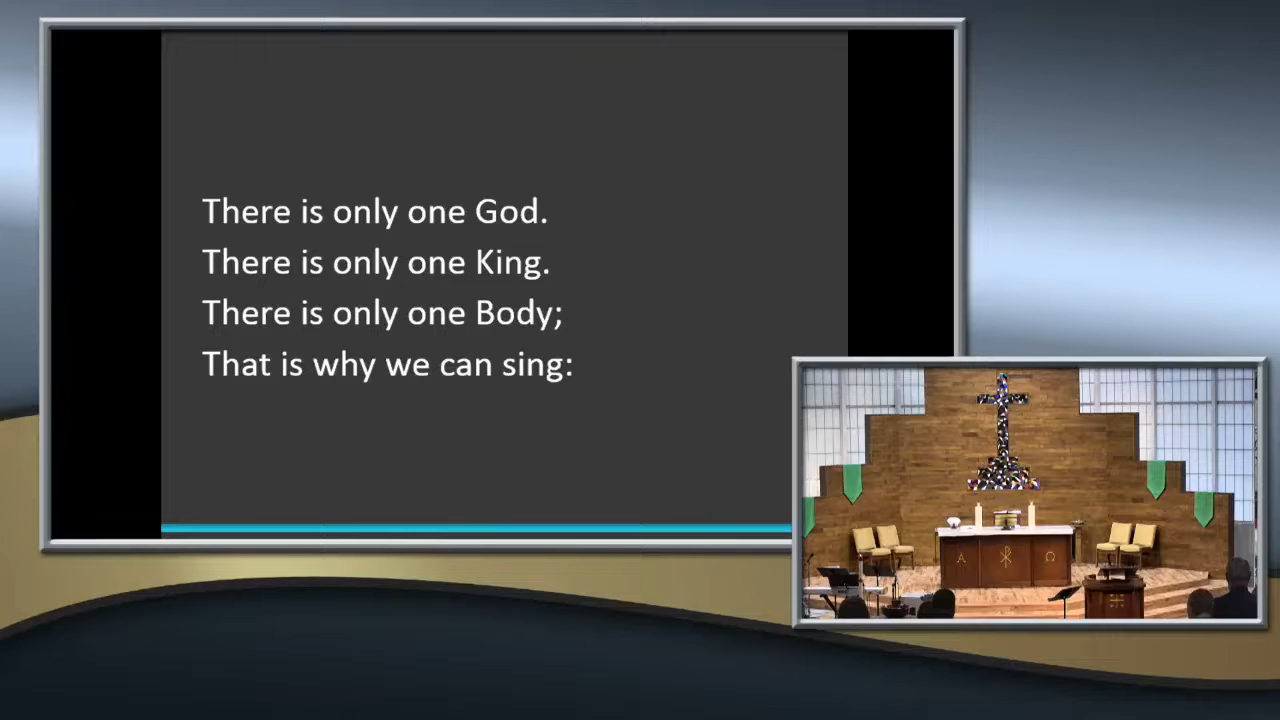 There is only one God.
There is only one King.
There is only one Body;
That is why we can sing:
Α ☧ Ω